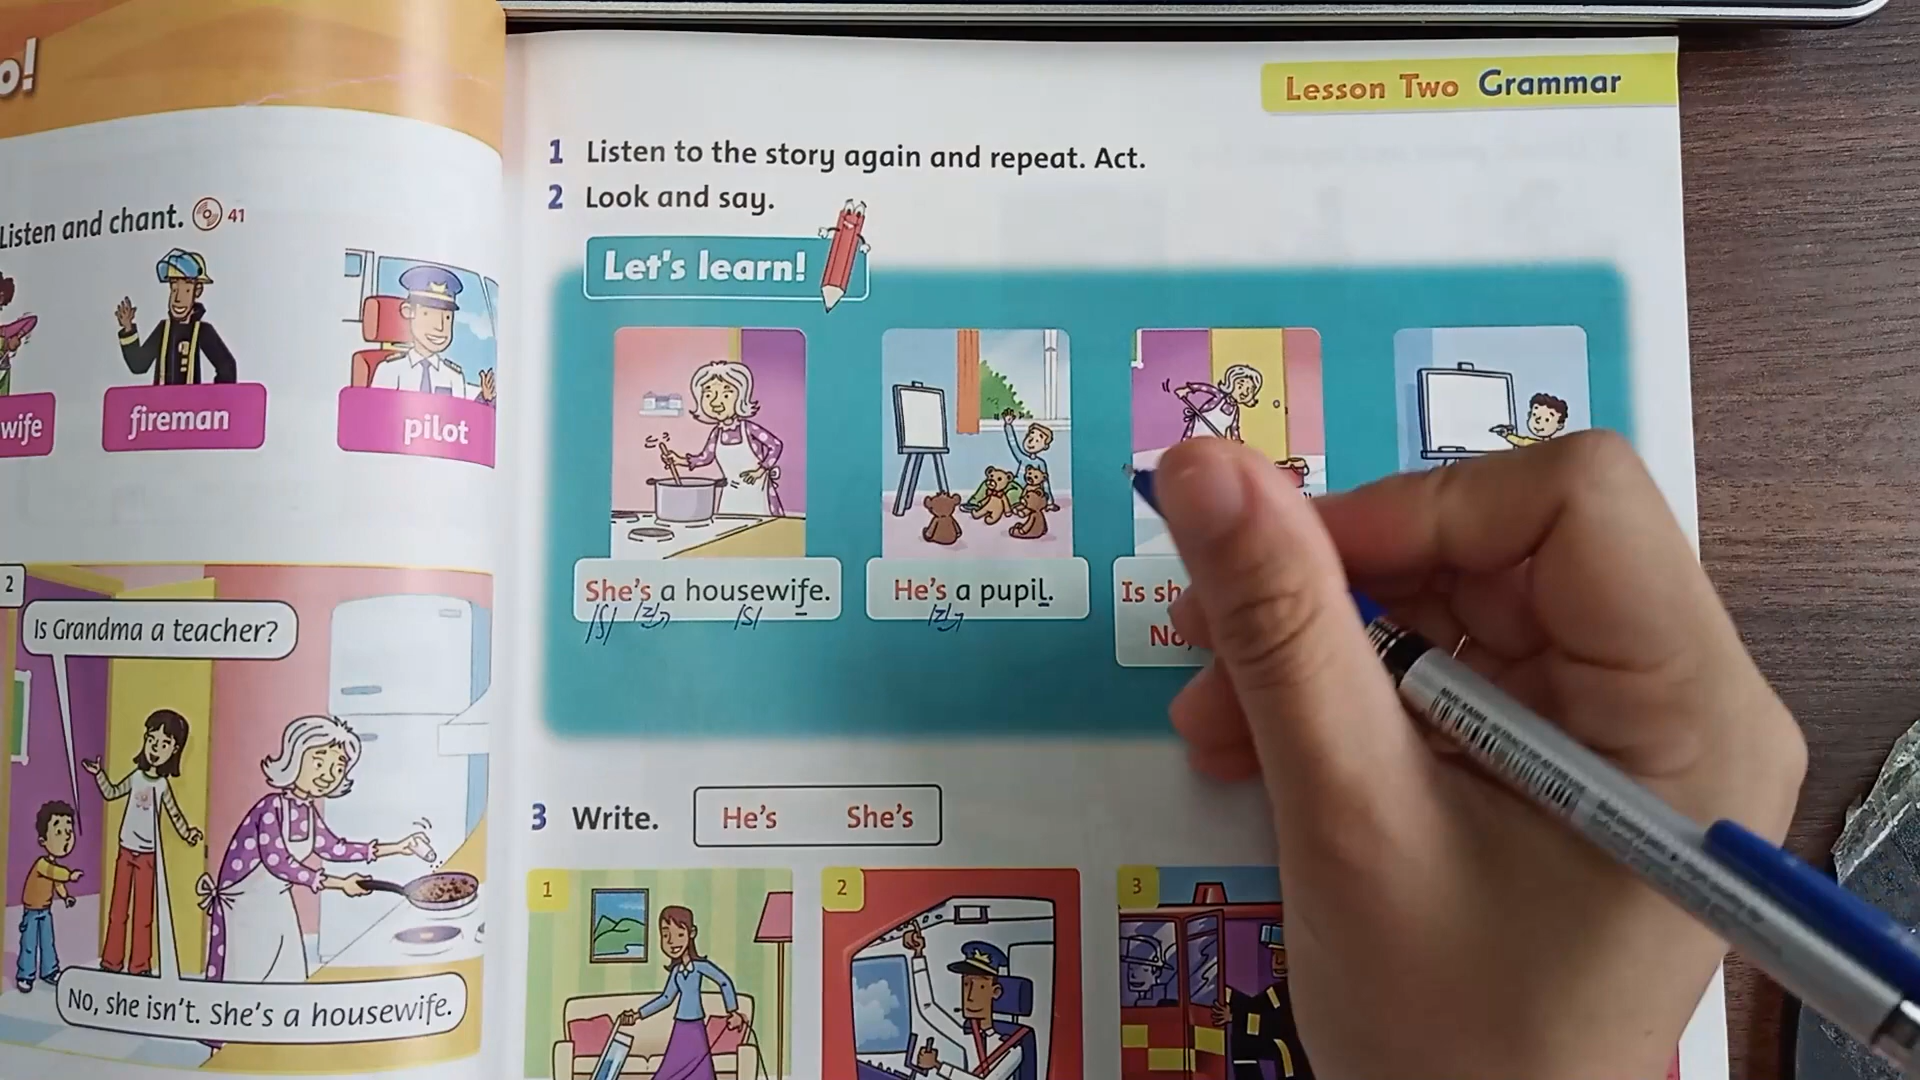 o!
Listen and chant. 41
wife
fireman
pilot
2
Is Grandma a teacher?
No, she isn't. She's a housewife.
Lesson Two Grammar
1 Listen to the story again and repeat. Act.
2 Look and say.
Let's learn!
She's a housewife.
/ʃ/ /z/ /s/
He's a pupil.
/z/
Is sh
No,
3 Write. He's She's
1
2
3